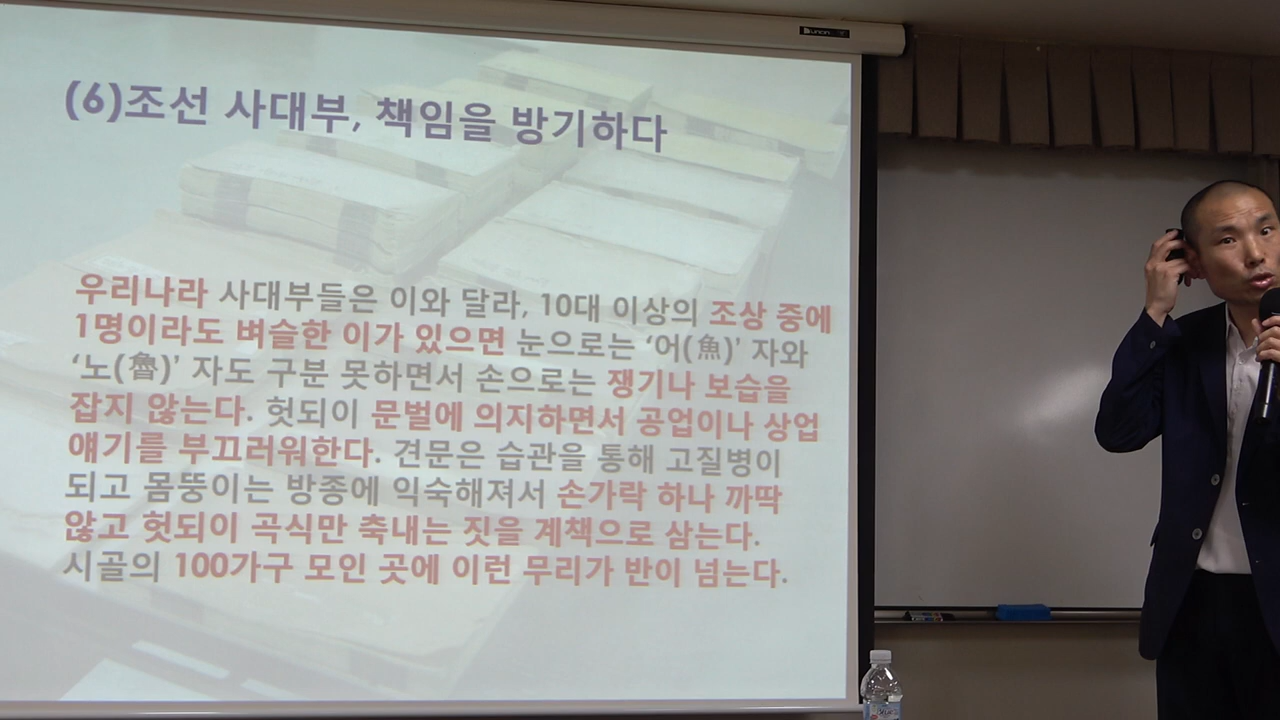 UNION
(6)조선 사대부, 책임을 방기하다
우리나라 사대부들은 이와 달라, 10대 이상의 조상 중에
1명이라도 벼슬한 이가 있으면 눈으로는 ‘어(魚)’ 자와
‘노(魯)’ 자도 구분 못하면서 손으로는 쟁기나 보습을
잡지 않는다. 헛되이 문벌에 의지하면서 공업이나 상업
얘기를 부끄러워한다. 견문은 습관을 통해 고질병이
되고 몸뚱이는 방종에 익숙해져서 손가락 하나 까딱
않고 헛되이 곡식만 축내는 짓을 계책으로 삼는다.
시골의 100가구 모인 곳에 이런 무리가 반이 넘는다.